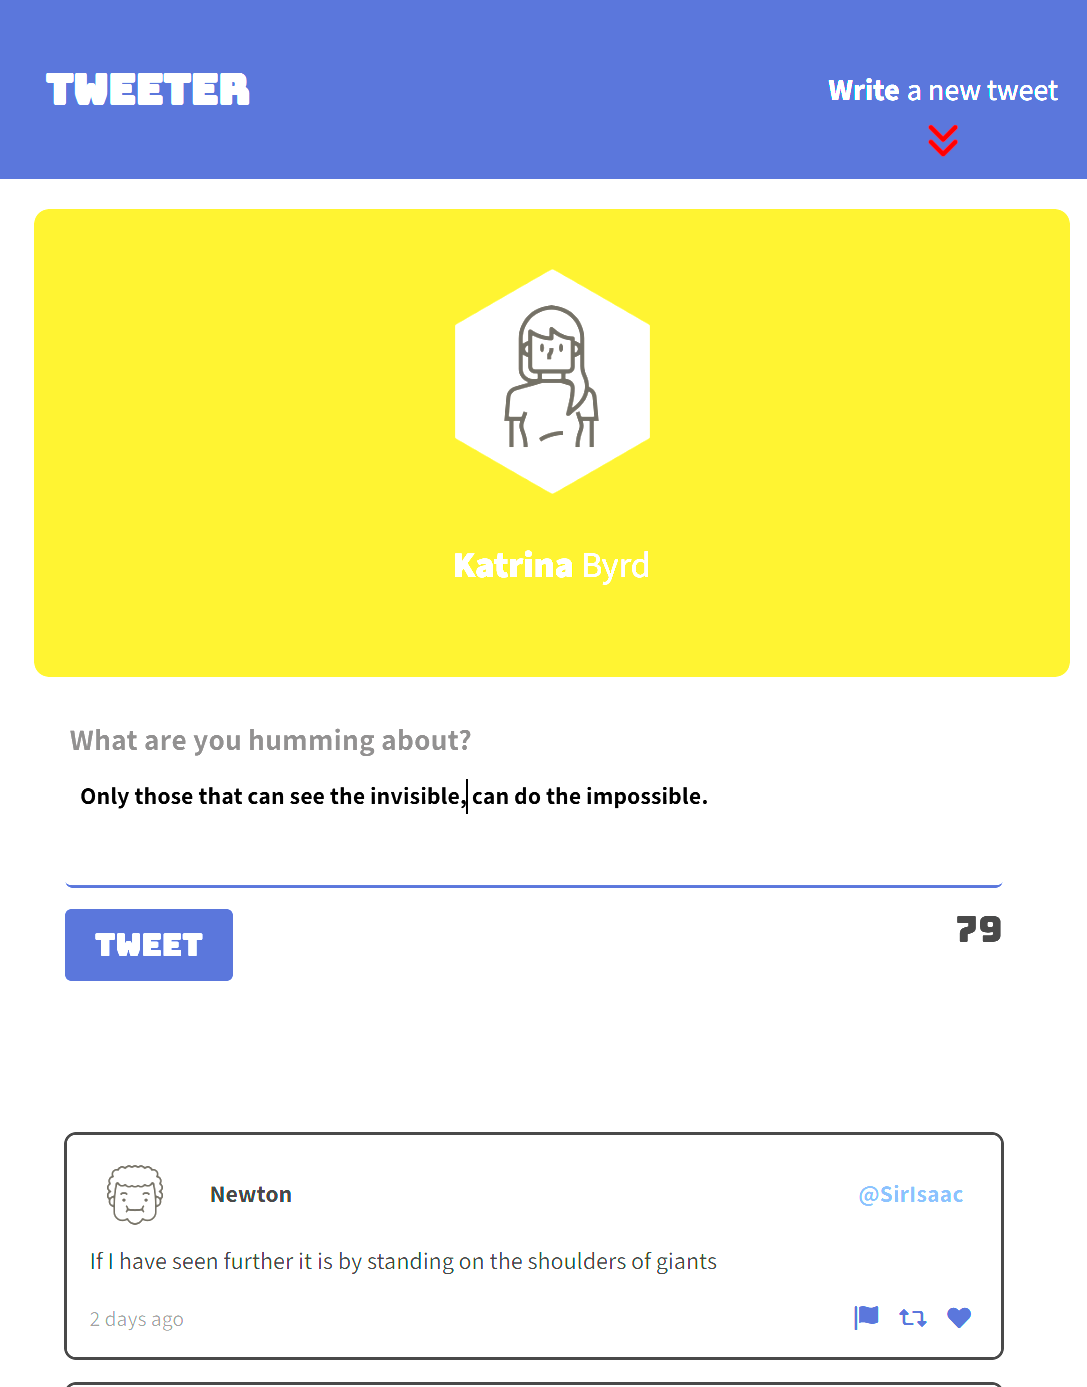 TWEETER
Write a new tweet
Katrina Byrd
What are you humming about?
Only those that can see the invisible, can do the impossible.
TWEET
79
Newton
@SirIsaac
If I have seen further it is by standing on the shoulders of giants
2 days ago